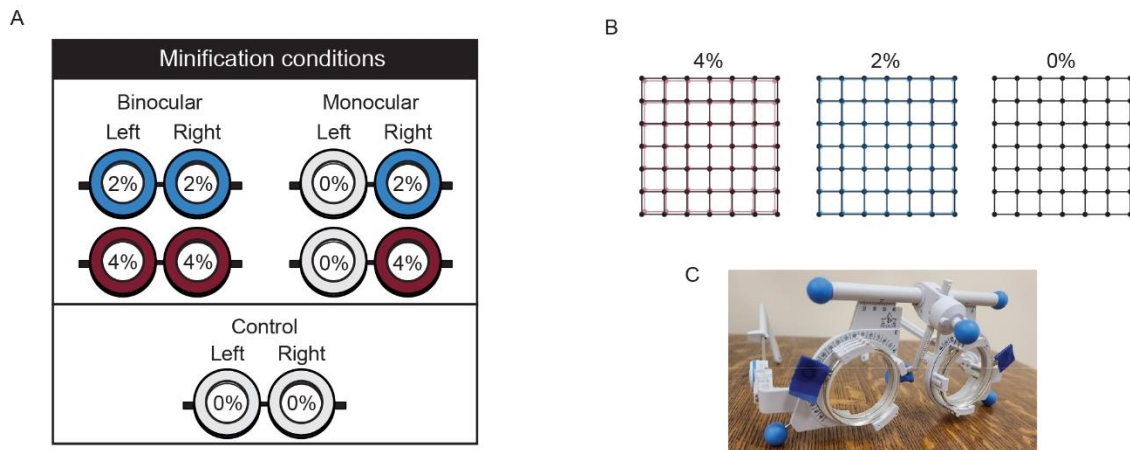 A
Minification conditions
Binocular
Monocular
Left Right
Left Right
2% 2%
0% 2%
4% 4%
0% 4%
Control
Left Right
0% 0%
B
4% 2% 0%
C